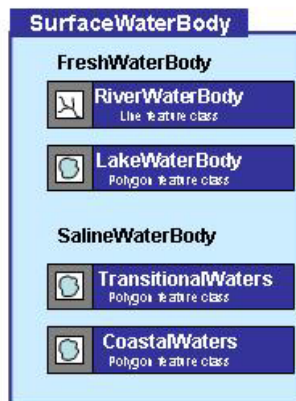 SurfaceWaterBody
FreshWaterBody
RiverWaterBody
Line feature class
LakeWaterBody
Polygon feature class
SalineWaterBody
TransitionalWaters
Polygon feature class
CoastalWaters
Polygon feature class